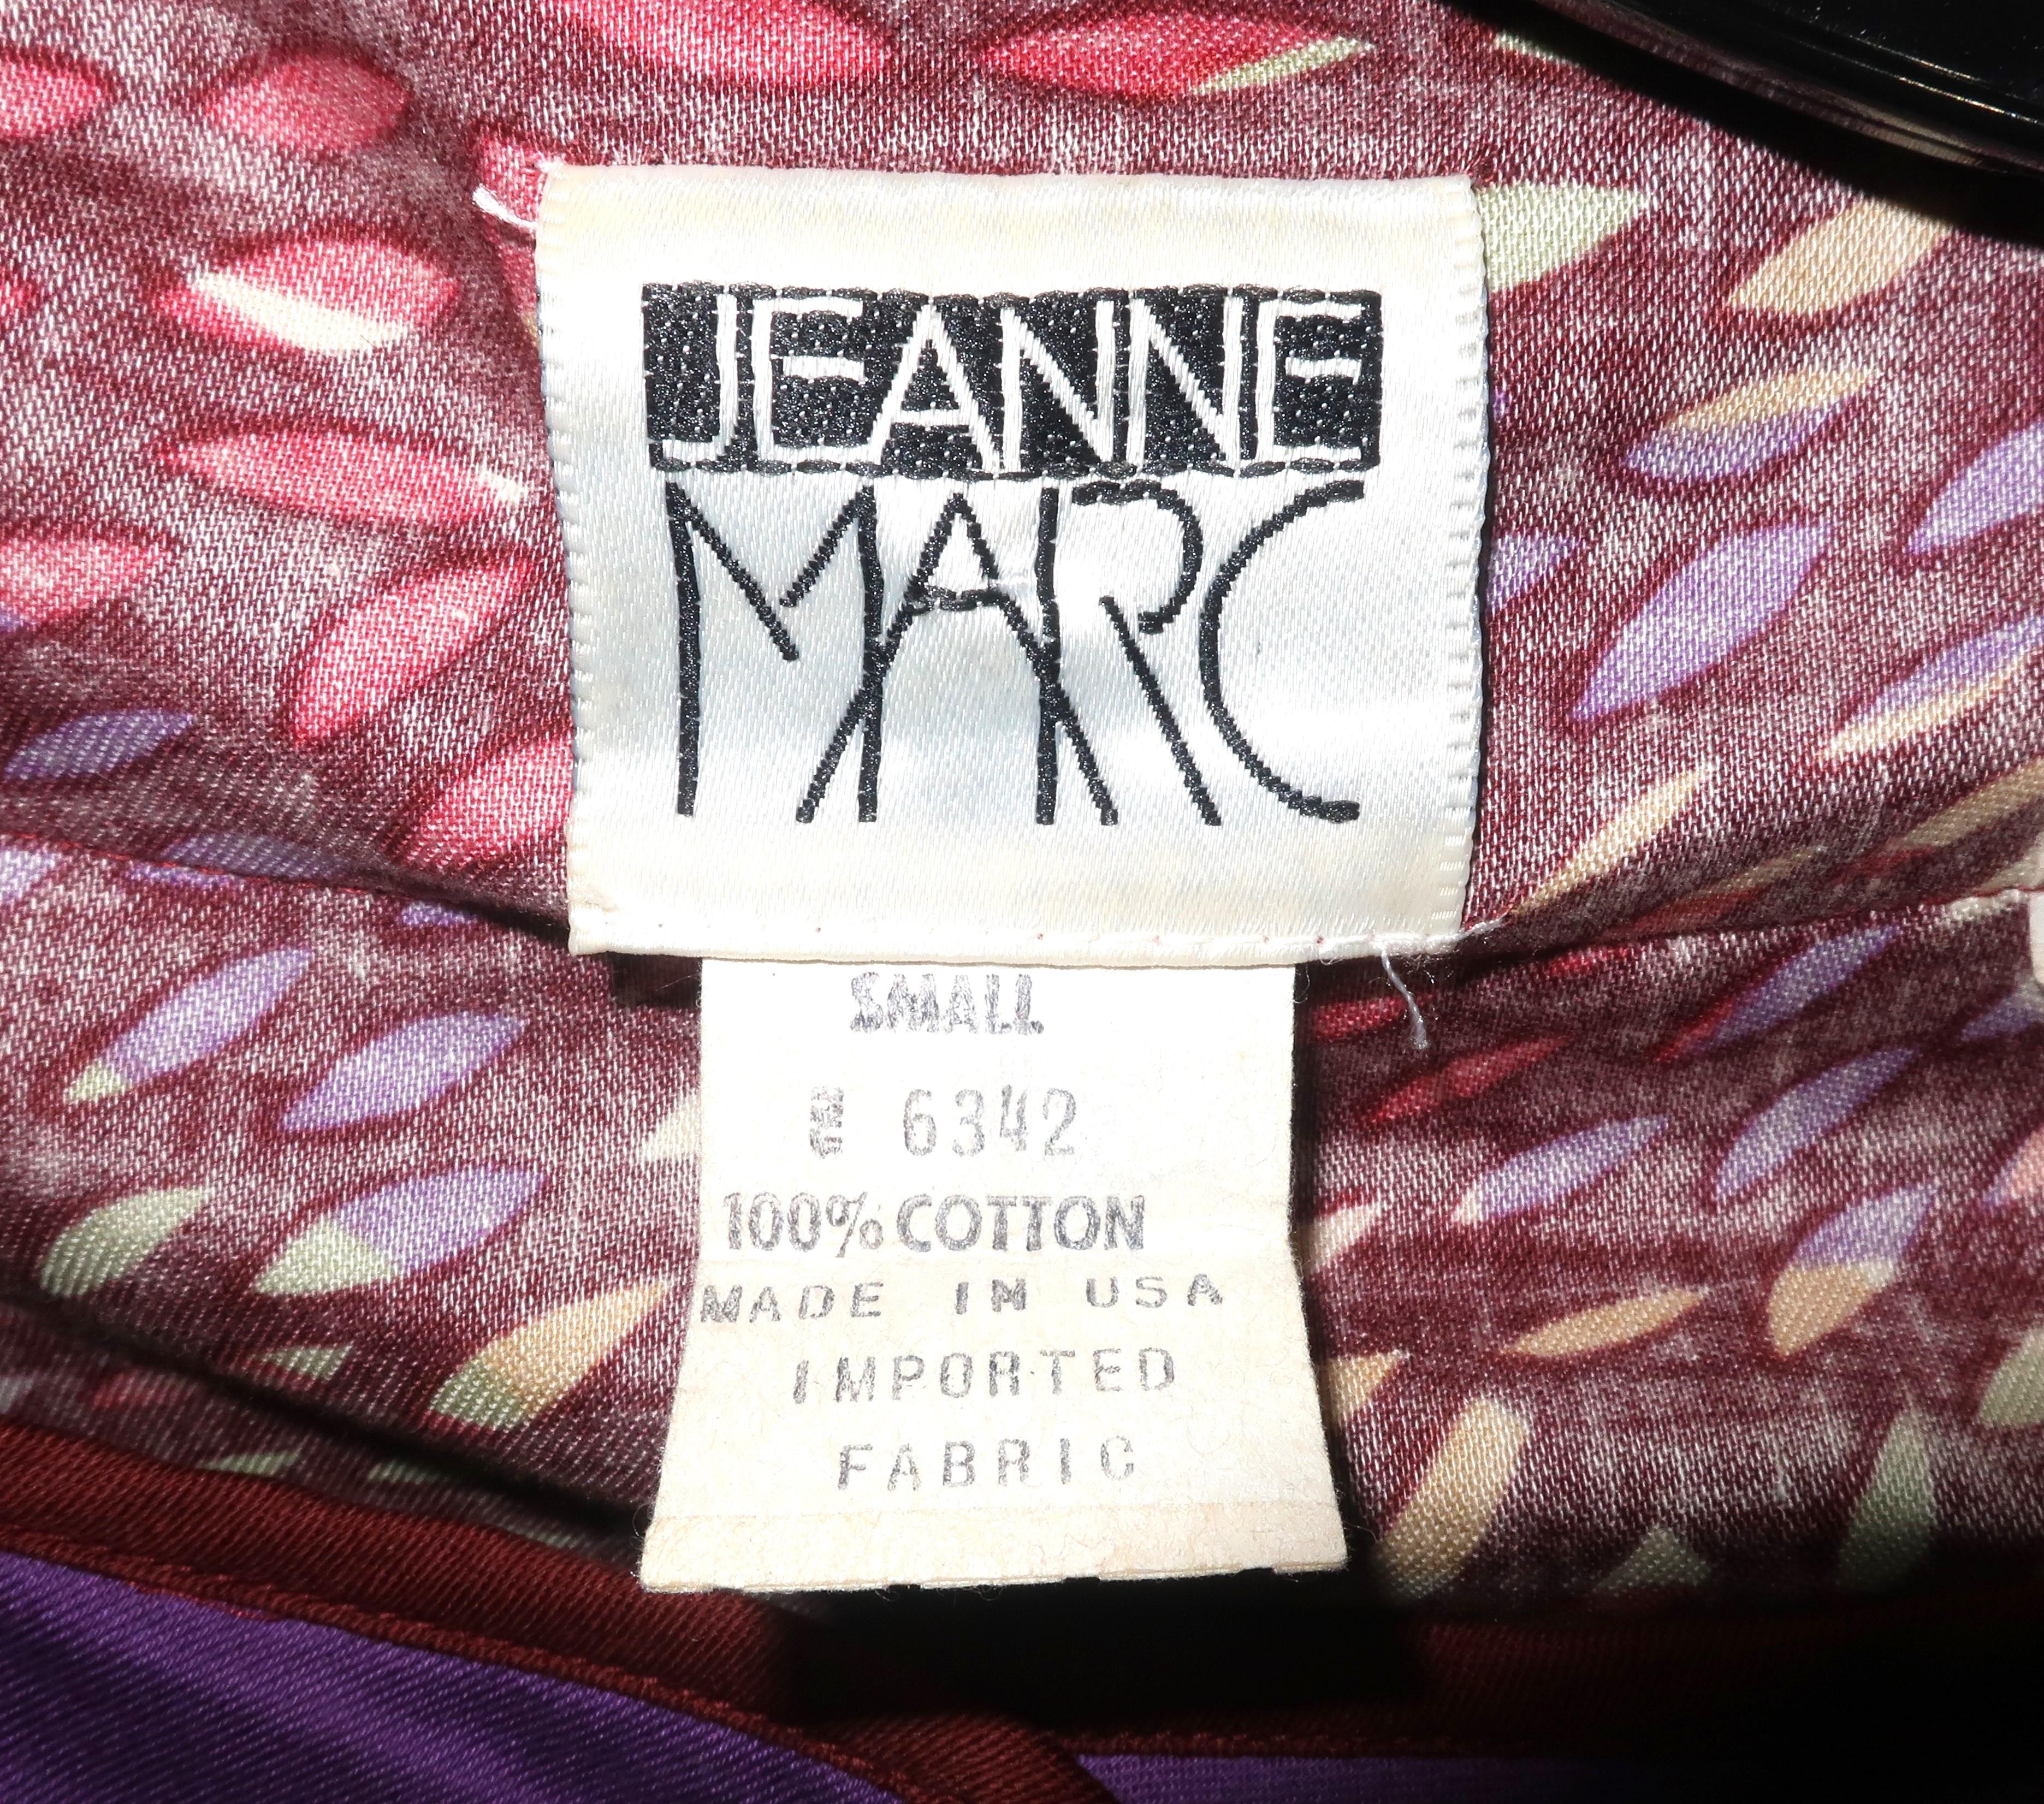 JEANNE
MARC
SMALL
6342
100% COTTON
MADE IN USA
IMPORTED
FABRIC